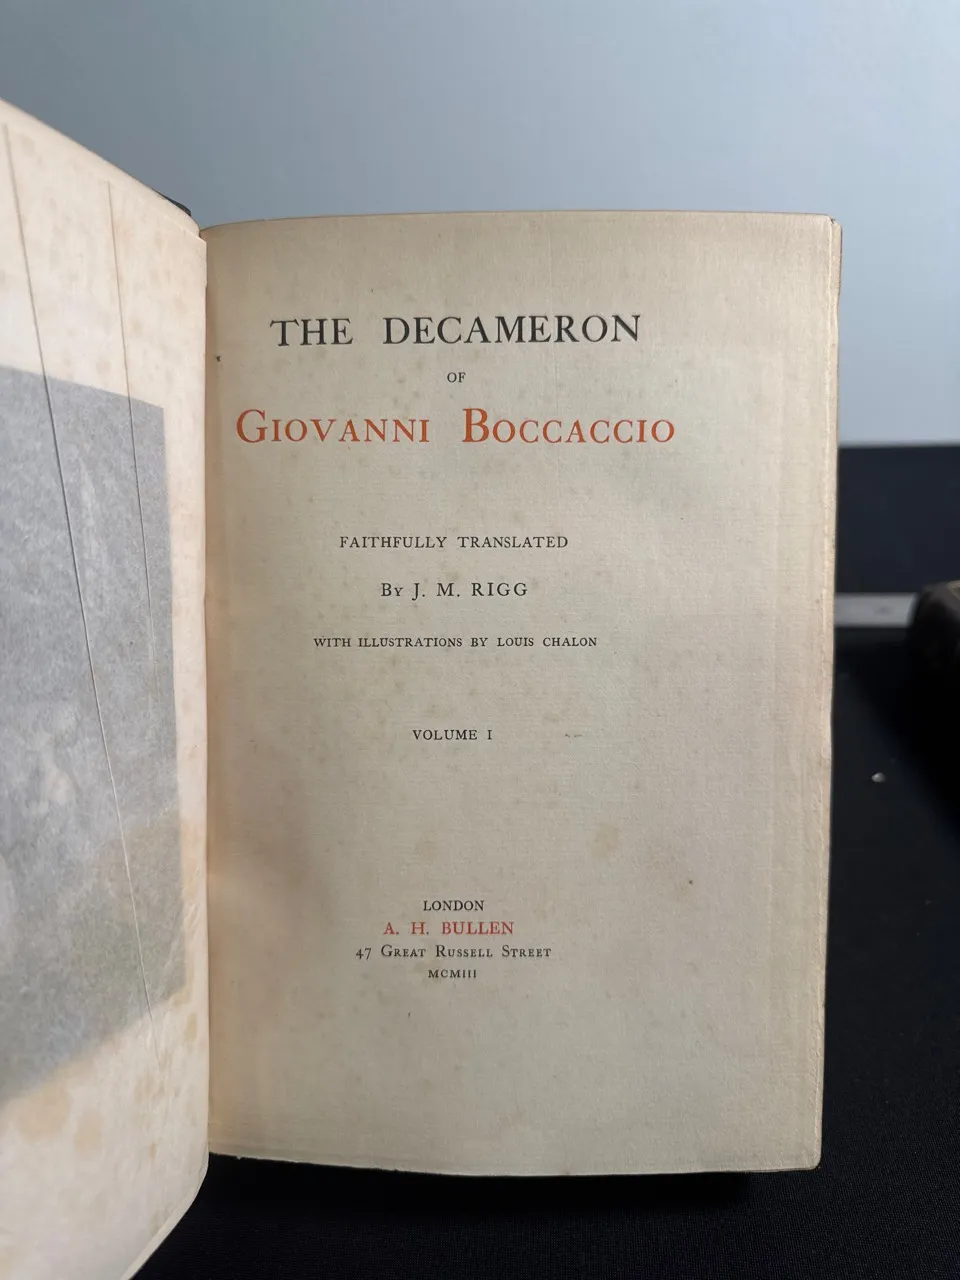 THE DECAMERON
OF
GIOVANNI BOCCACCIO
FAITHFULLY TRANSLATED
By J. M. RIGG
WITH ILLUSTRATIONS BY LOUIS CHALON
VOLUME I
LONDON
A. H. BULLEN
47 GREAT RUSSELL STREET
MCMIII